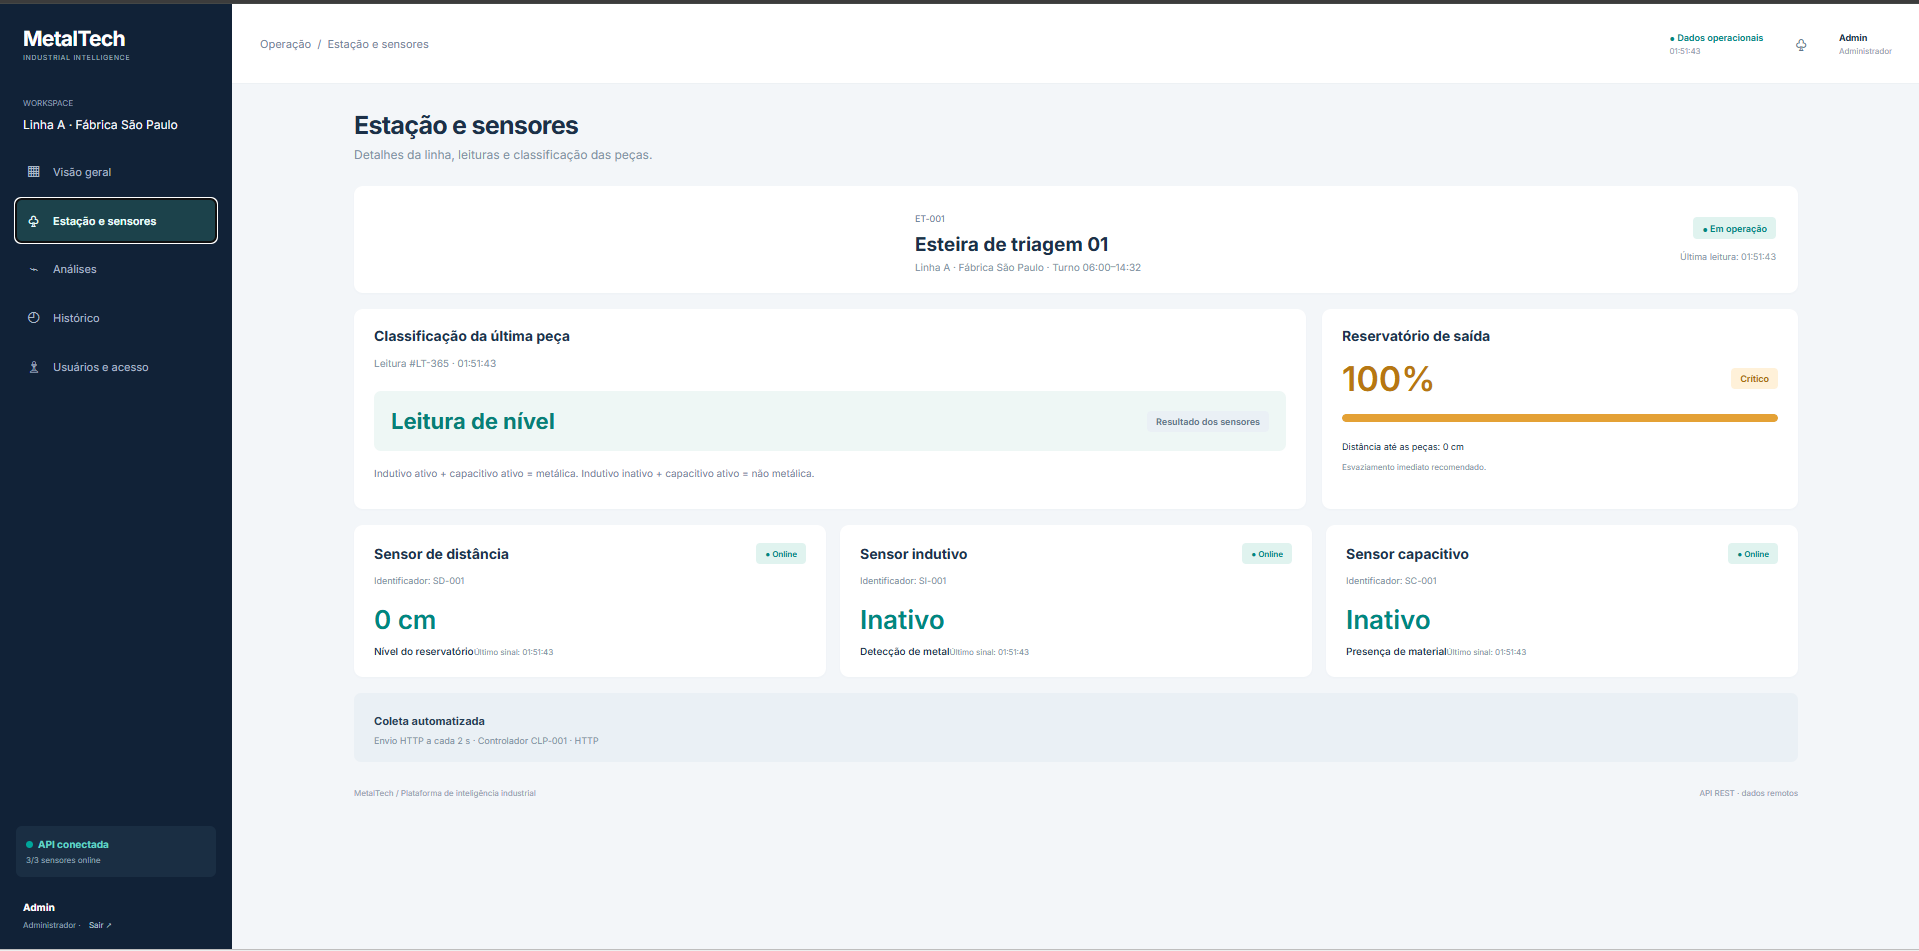 MetalTech
INDUSTRIAL INTELLIGENCE
WORKSPACE
Linha A · Fábrica São Paulo
Visão geral
Estação e sensores
Análises
Histórico
Usuários e acesso
API conectada
3/3 sensores online
Admin
Administrador · Sair ↗
Operação / Estação e sensores
● Dados operacionais
01:51:43
Admin
Administrador
Estação e sensores
Detalhes da linha, leituras e classificação das peças.
ET-001
Esteira de triagem 01
Linha A · Fábrica São Paulo · Turno 06:00–14:32
● Em operação
Última leitura: 01:51:43
Classificação da última peça
Leitura #LT-365 · 01:51:43
Leitura de nível
Resultado dos sensores
Indutivo ativo + capacitivo ativo = metálica. Indutivo inativo + capacitivo ativo = não metálica.
Reservatório de saída
100%
Crítico
Distância até as peças: 0 cm
Esvaziamento imediato recomendado.
Sensor de distância
● Online
Identificador: SD-001
0 cm
Nível do reservatórioÚltimo sinal: 01:51:43
Sensor indutivo
● Online
Identificador: SI-001
Inativo
Detecção de metalÚltimo sinal: 01:51:43
Sensor capacitivo
● Online
Identificador: SC-001
Inativo
Presença de materialÚltimo sinal: 01:51:43
Coleta automatizada
Envio HTTP a cada 2 s · Controlador CLP-001 · HTTP
MetalTech / Plataforma de inteligência industrial
API REST · dados remotos